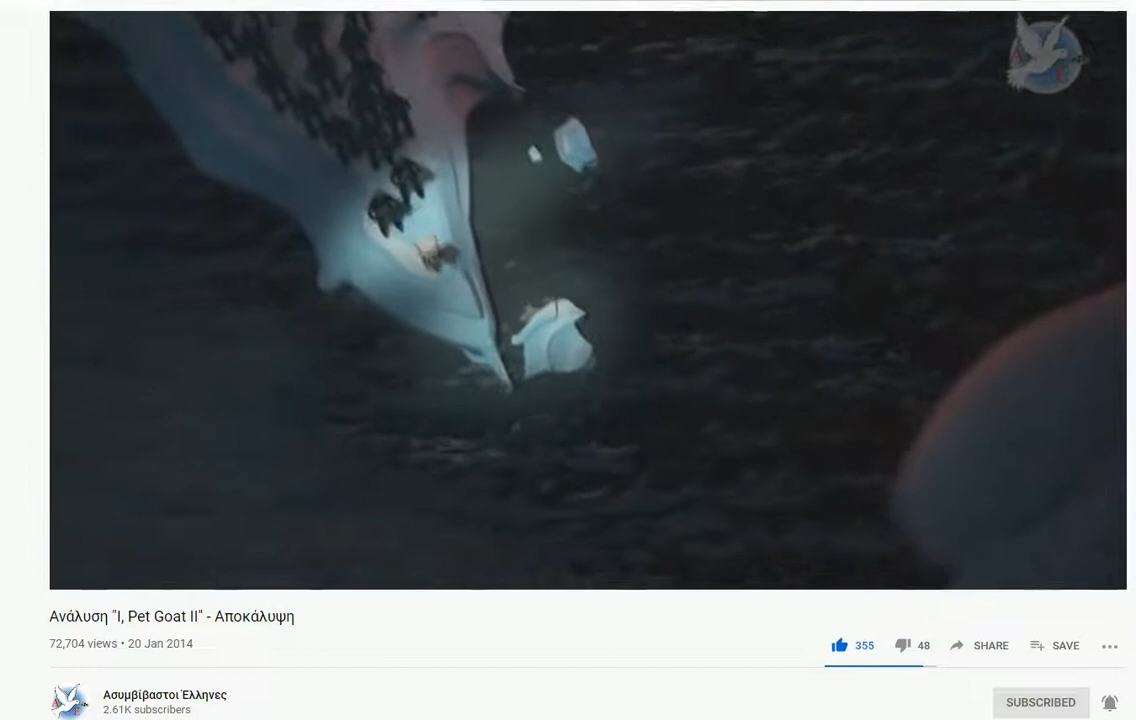 Ανάλυση "I, Pet Goat II" - Αποκάλυψη
72,704 views • 20 Jan 2014
355 48 SHARE SAVE
Ασυμβίβαστοι Έλληνες
2.61K subscribers
SUBSCRIBED